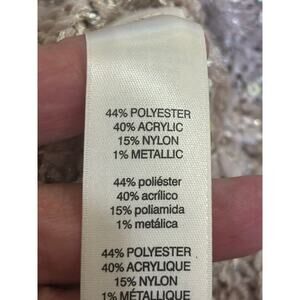 44% POLYESTER
40% ACRYLIC
15% NYLON
1% METALLIC
44% poliéster
40% acrílico
15% poliamida
1% metálica
44% POLYESTER
40% ACRYLIQUE
15% NYLON
1% MÉTALLIQUE